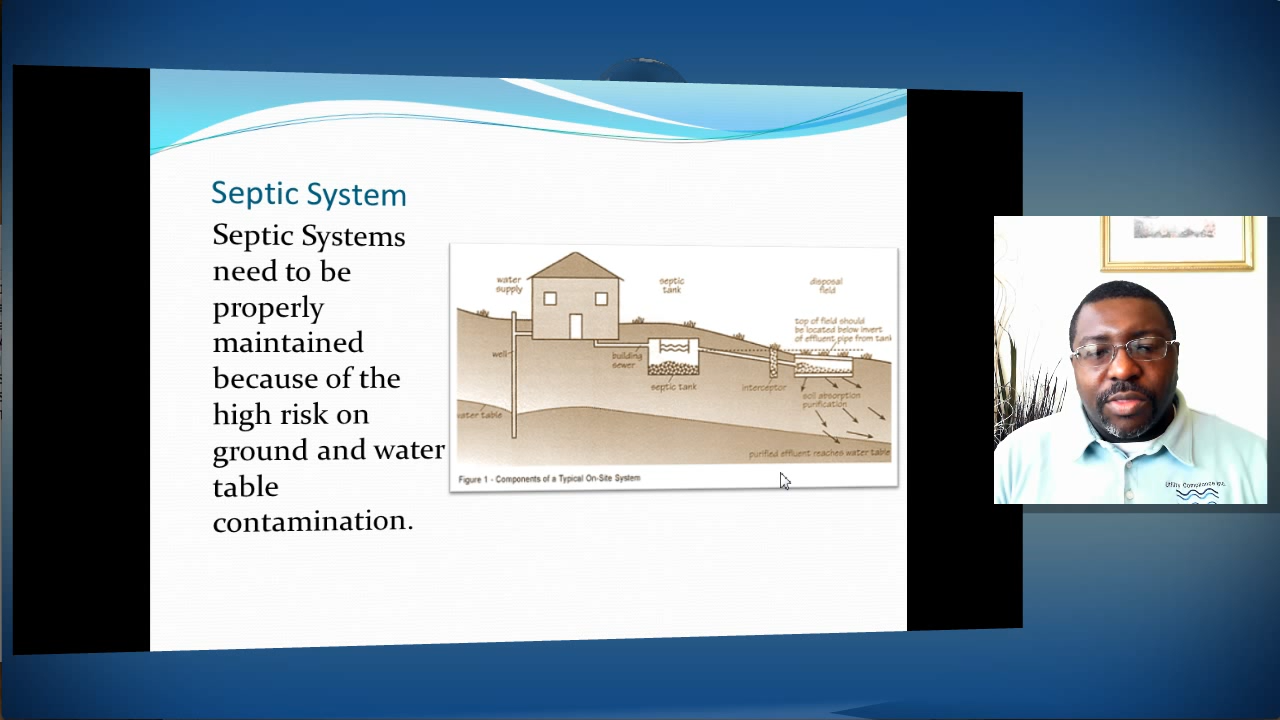 Septic System
Septic Systems
need to be
properly
maintained
because of the
high risk on
ground and water
table
contamination.
water
supply
septic
tank
disposal
field
top of field should
be located below invert
of effluent pipe from tank
well
building
sewer
septic tank
interceptor
soil absorption
purification
water table
purified effluent reaches water table
Figure 1 - Components of a Typical On-Site System
Utility Compliance Inc.